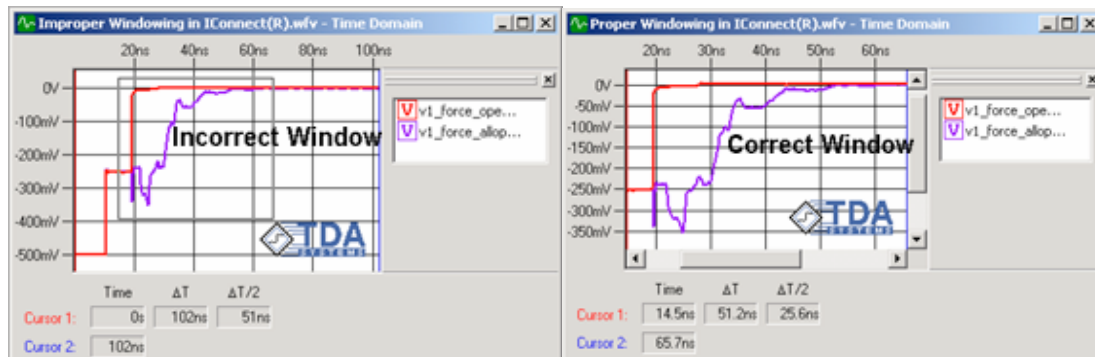 Improper Windowing in IConnect(R).wfv - Time Domain
20ns 40ns 60ns 80ns 100ns
0V
-100mV
-200mV
-300mV
-400mV
-500mV
Incorrect Window
TDA
SYSTEMS
v1_force_ope...
v1_force_allop...
Time ΔT ΔT/2
Cursor 1: 0s 102ns 51ns
Cursor 2: 102ns
Proper Windowing in IConnect(R).wfv - Time Domain
20ns 30ns 40ns 50ns 60ns
0V
-50mV
-100mV
-150mV
-200mV
-250mV
-300mV
-350mV
Correct Window
TDA
SYSTEMS
v1_force_ope...
v1_force_allop...
Time ΔT ΔT/2
Cursor 1: 14.5ns 51.2ns 25.6ns
Cursor 2: 65.7ns